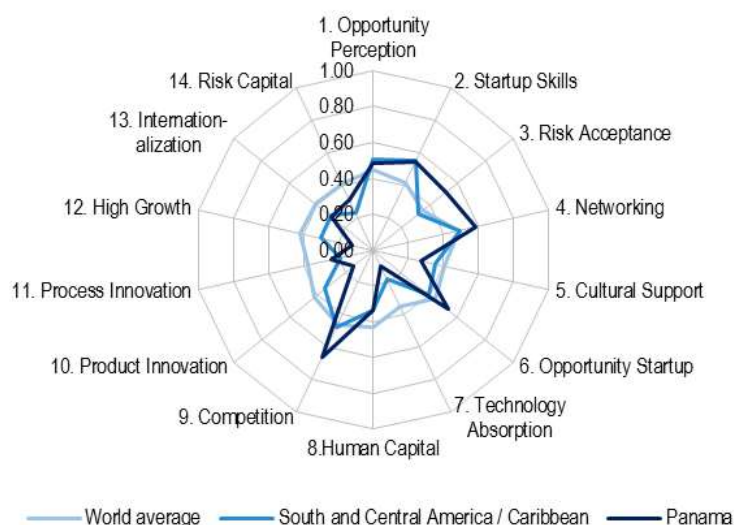 1. Opportunity
Perception
1.00
0.80
0.60
0.40
0.20
0.00
2. Startup Skills
3. Risk Acceptance
4. Networking
5. Cultural Support
6. Opportunity Startup
7. Technology
Absorption
8.Human Capital
9. Competition
10. Product Innovation
11. Process Innovation
12. High Growth
13. Internation-
alization
14. Risk Capital
World average
South and Central America / Caribbean
Panama